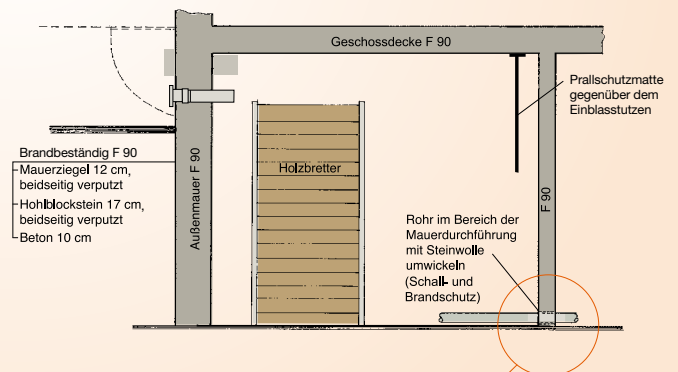 Geschossdecke F 90
Prallschutzmatte
gegenüber dem
Einblasstutzen
Brandbeständig F 90
Mauerziegel 12 cm,
beidseitig verputzt
Hohlblockstein 17 cm,
beidseitig verputzt
Beton 10 cm
Außenmauer F 90
Holzbretter
Rohr im Bereich der
Mauerdurchführung
mit Steinwolle
umwickeln
(Schall- und
Brandschutz)
F 90